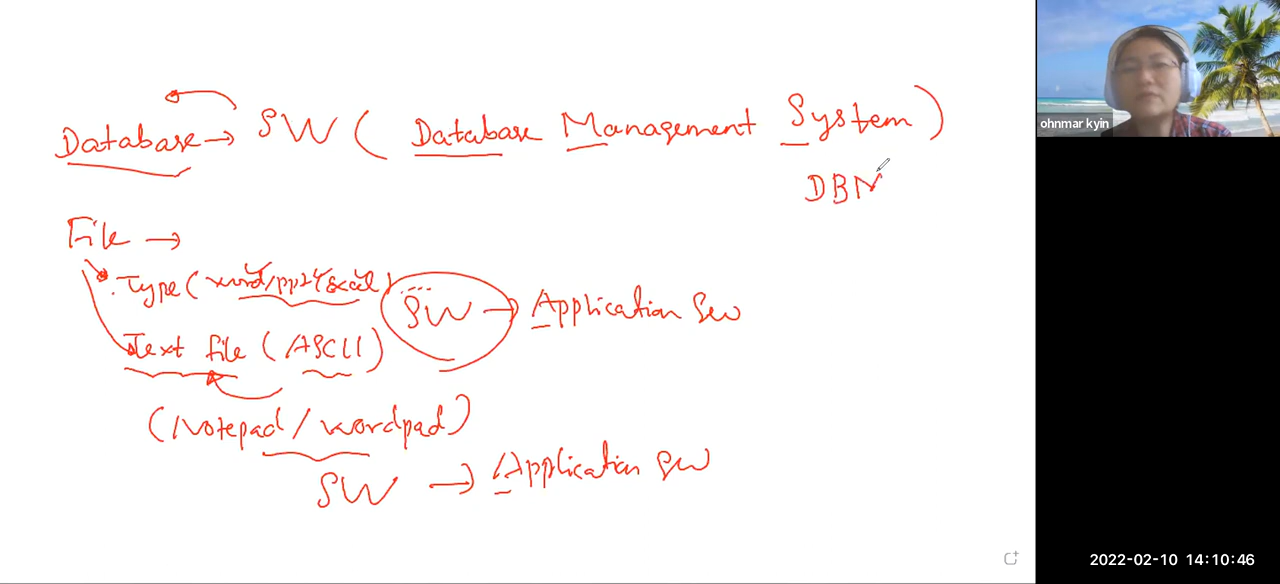 Database → SW ( Database Management System )
DBM
File →
. Type ( word/ppt/Excel ) ...
SW → Application SW
Text file ( ASCII )
(Notepad / wordpad)
SW → Application SW
ohnmar kyin
2022-02-10 14:10:46